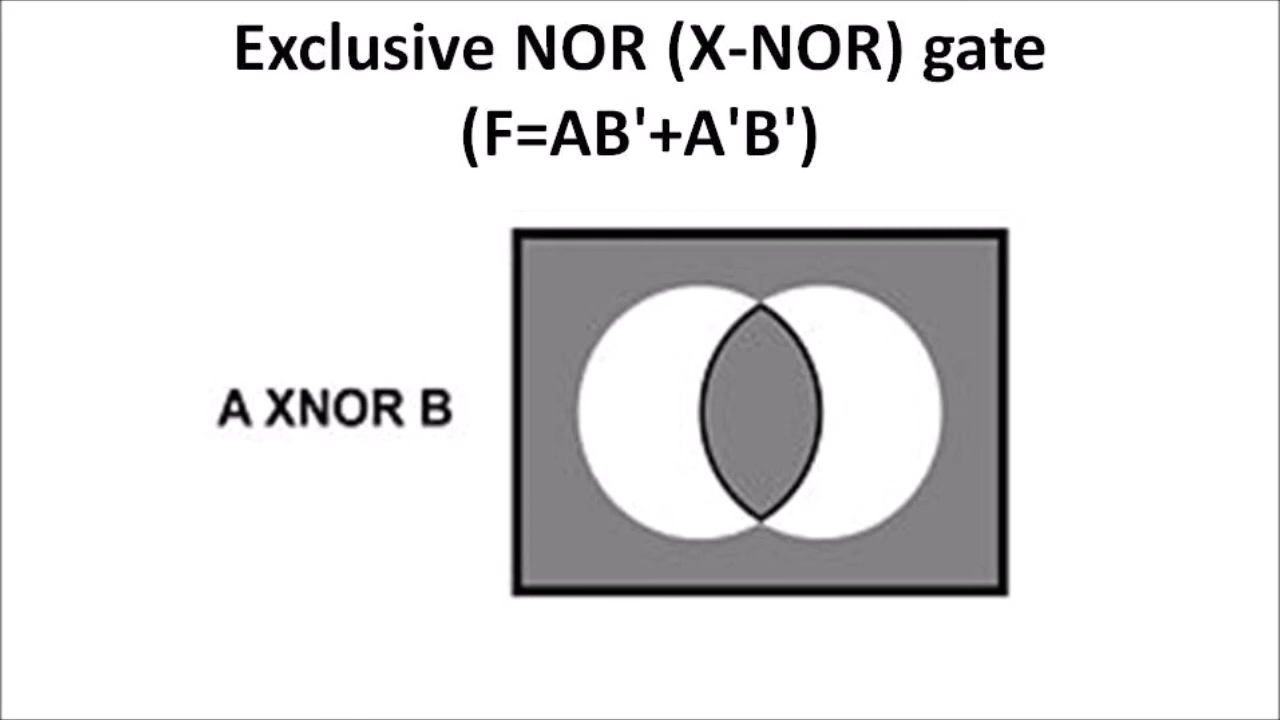 Exclusive NOR (X-NOR) gate
(F=AB'+A'B')
A XNOR B